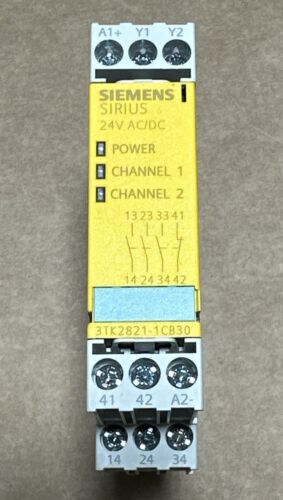 A1+ Y1 Y2
SIEMENS
SIRIUS
24V AC/DC
POWER
CHANNEL 1
CHANNEL 2
13 23 33 41
14 24 34 42
3TK2821-1CB30
41 42 A2-
14 24 34